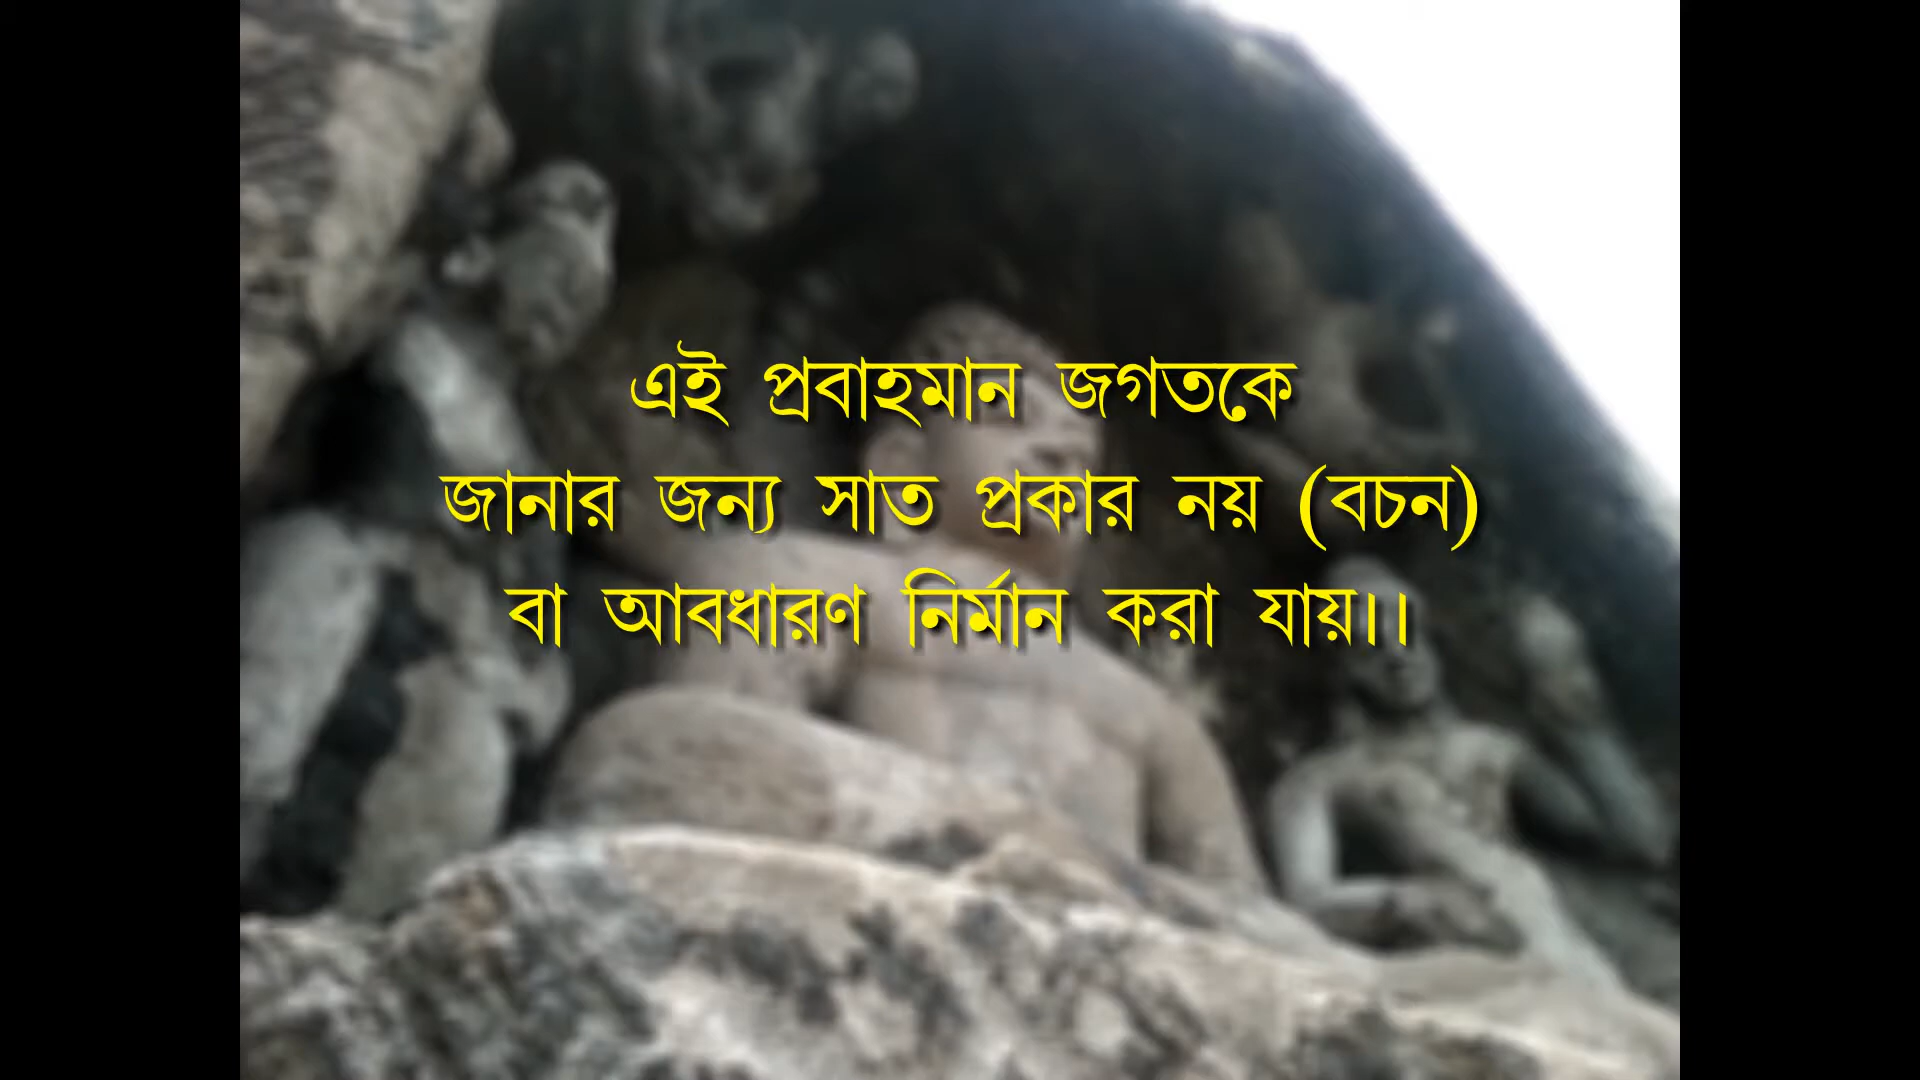 এই প্রবাহমান জগতকে
জানার জন্য সাত প্রকার নয় (বচন)
বা আবধারণ নির্মান করা যায়।।